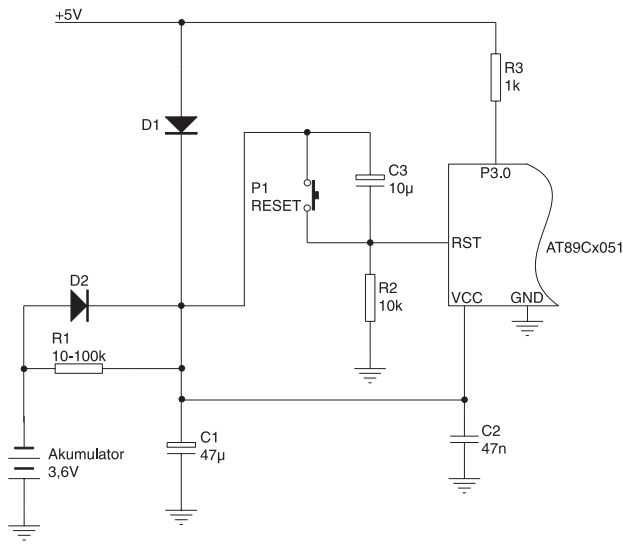 +5V
R3
1k
D1
P1
RESET
C3
10µ
P3.0
RST
AT89Cx051
D2
R2
10k
VCC
GND
R1
10-100k
Akumulator
3,6V
C1
47µ
C2
47n